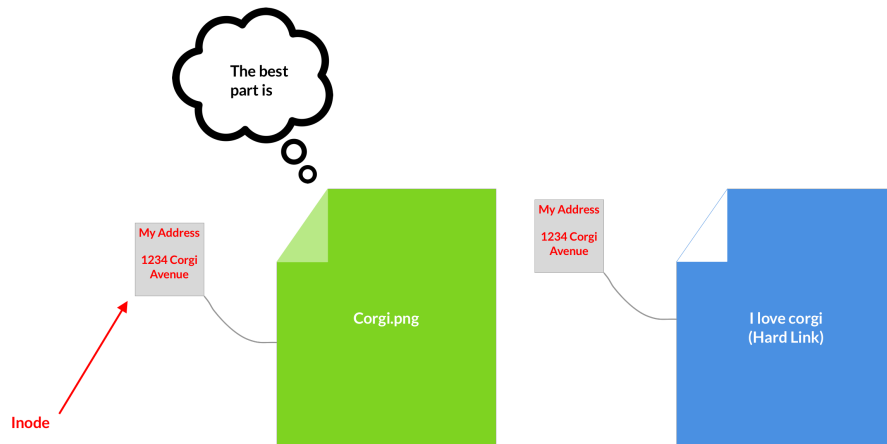 The best
part is
My Address
1234 Corgi
Avenue
My Address
1234 Corgi
Avenue
Corgi.png
I love corgi
(Hard Link)
Inode